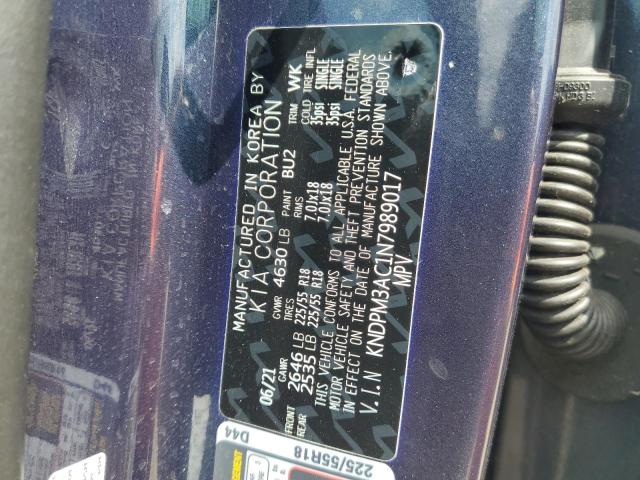 MANUFACTURED IN KOREA BY
KIA CORPORATION
06/21 GVWR 4630 LB PAINT BU2 TRIM WK
GAWR TIRES RIMS COLD TIRE INFL
FRONT 2646 LB 225/55 R18 7.0Jx18 35psi SINGLE
REAR 2535 LB 225/55 R18 7.0Jx18 35psi SINGLE
THIS VEHICLE CONFORMS TO ALL APPLICABLE U.S.A. FEDERAL
MOTOR VEHICLE SAFETY AND THEFT PREVENTION STANDARDS
IN EFFECT ON THE DATE OF MANUFACTURE SHOWN ABOVE.
V.I.N KNDPM3AC1N7989017
MPV
D44
225/55R18